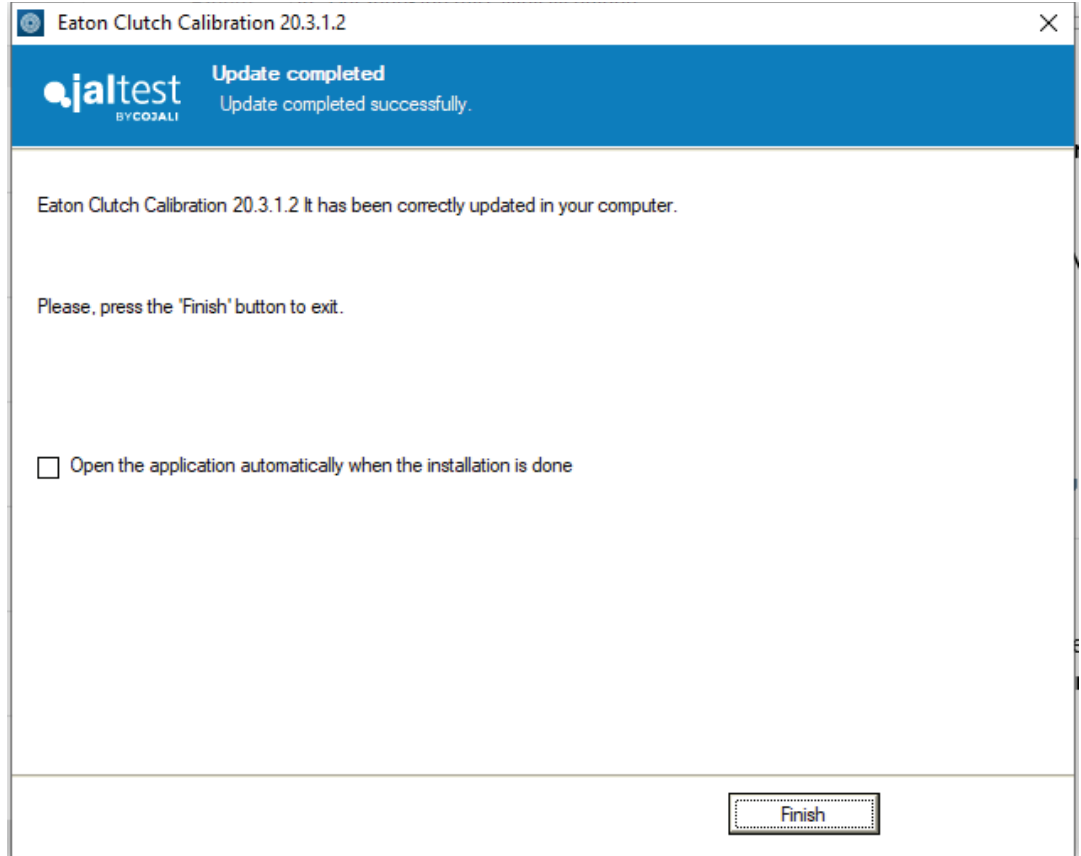 Eaton Clutch Calibration 20.3.1.2
jaltest
BY COJALI
Update completed
Update completed successfully.
Eaton Clutch Calibration 20.3.1.2 It has been correctly updated in your computer.
Please, press the 'Finish' button to exit.
Open the application automatically when the installation is done
Finish